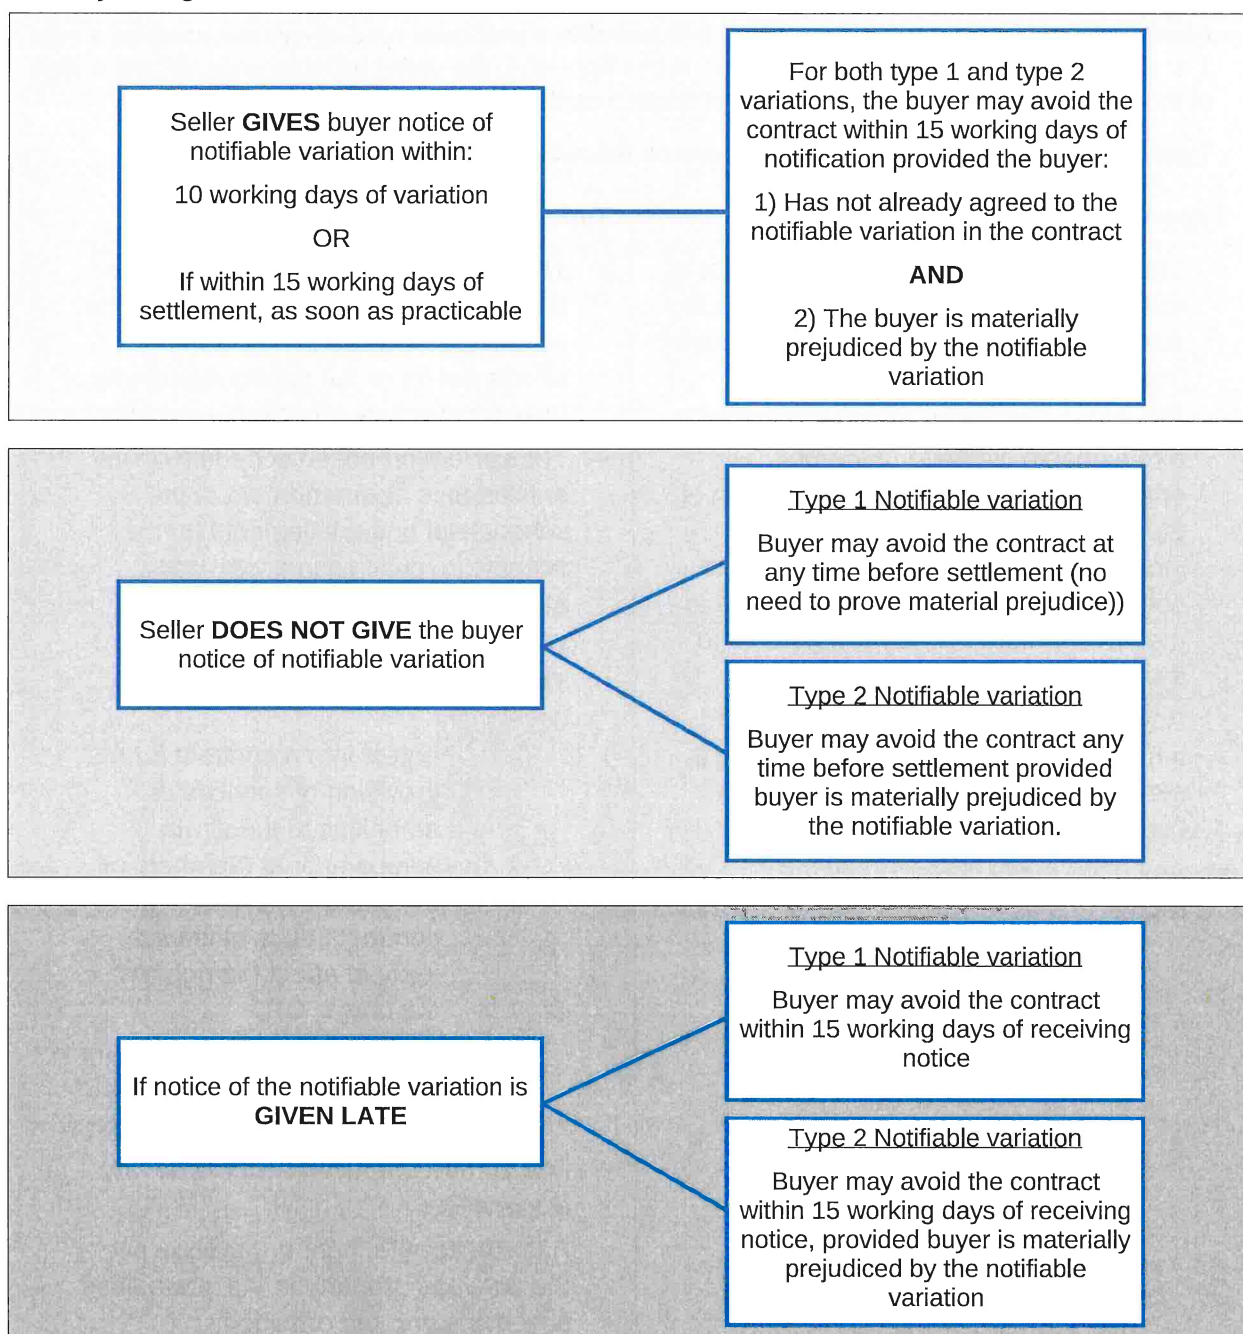 Seller GIVES buyer notice of
notifiable variation within:
10 working days of variation
OR
If within 15 working days of
settlement, as soon as practicable
For both type 1 and type 2
variations, the buyer may avoid the
contract within 15 working days of
notification provided the buyer:
1) Has not already agreed to the
notifiable variation in the contract
AND
2) The buyer is materially
prejudiced by the notifiable
variation
Seller DOES NOT GIVE the buyer
notice of notifiable variation
Type 1 Notifiable variation
Buyer may avoid the contract at
any time before settlement (no
need to prove material prejudice))
Type 2 Notifiable variation
Buyer may avoid the contract any
time before settlement provided
buyer is materially prejudiced by
the notifiable variation.
If notice of the notifiable variation is
GIVEN LATE
Type 1 Notifiable variation
Buyer may avoid the contract
within 15 working days of receiving
notice
Type 2 Notifiable variation
Buyer may avoid the contract
within 15 working days of receiving
notice, provided buyer is materially
prejudiced by the notifiable
variation